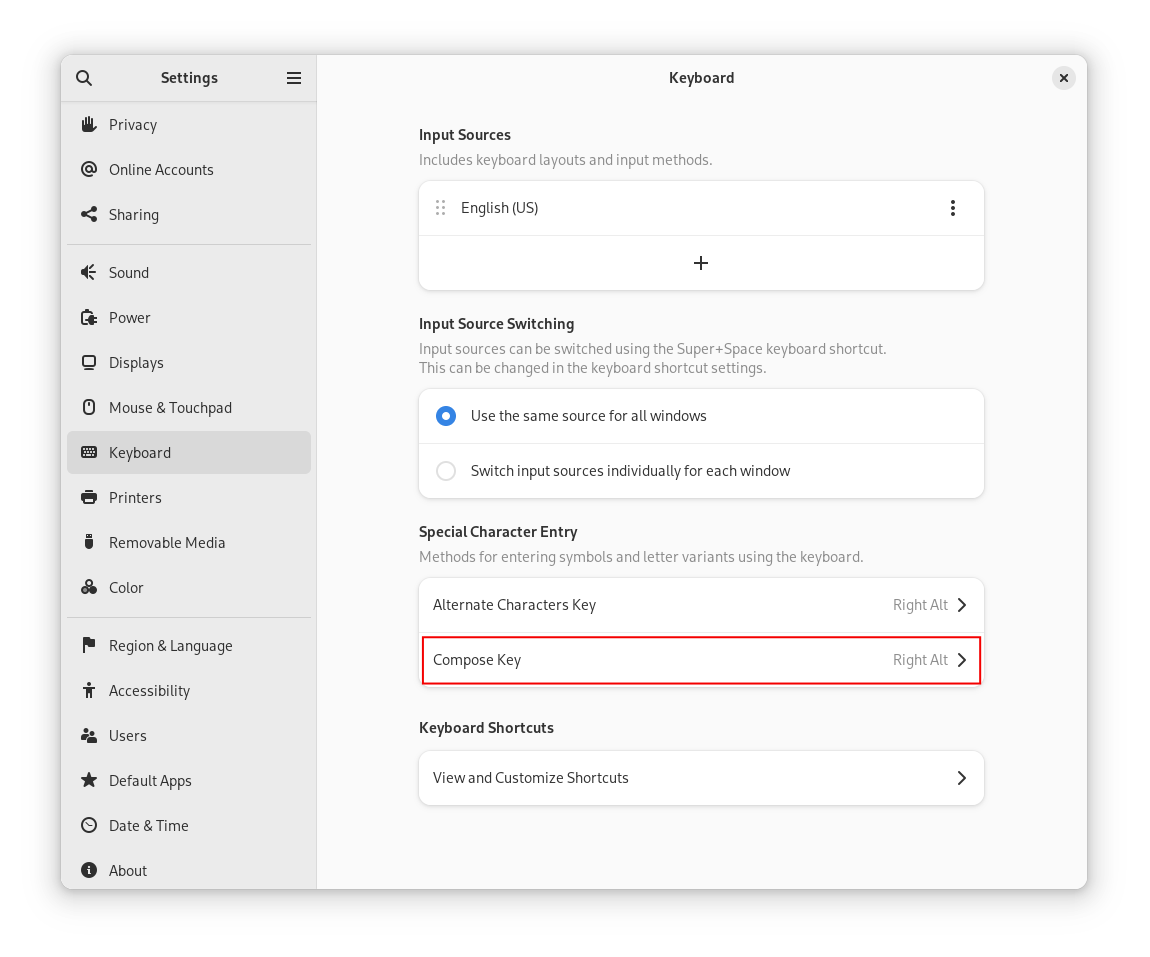 Settings
Privacy
Online Accounts
Sharing
Sound
Power
Displays
Mouse & Touchpad
Keyboard
Printers
Removable Media
Color
Region & Language
Accessibility
Users
Default Apps
Date & Time
About
Keyboard
Input Sources
Includes keyboard layouts and input methods.
English (US)
Input Source Switching
Input sources can be switched using the Super+Space keyboard shortcut.
This can be changed in the keyboard shortcut settings.
Use the same source for all windows
Switch input sources individually for each window
Special Character Entry
Methods for entering symbols and letter variants using the keyboard.
Alternate Characters Key Right Alt
Compose Key Right Alt
Keyboard Shortcuts
View and Customize Shortcuts